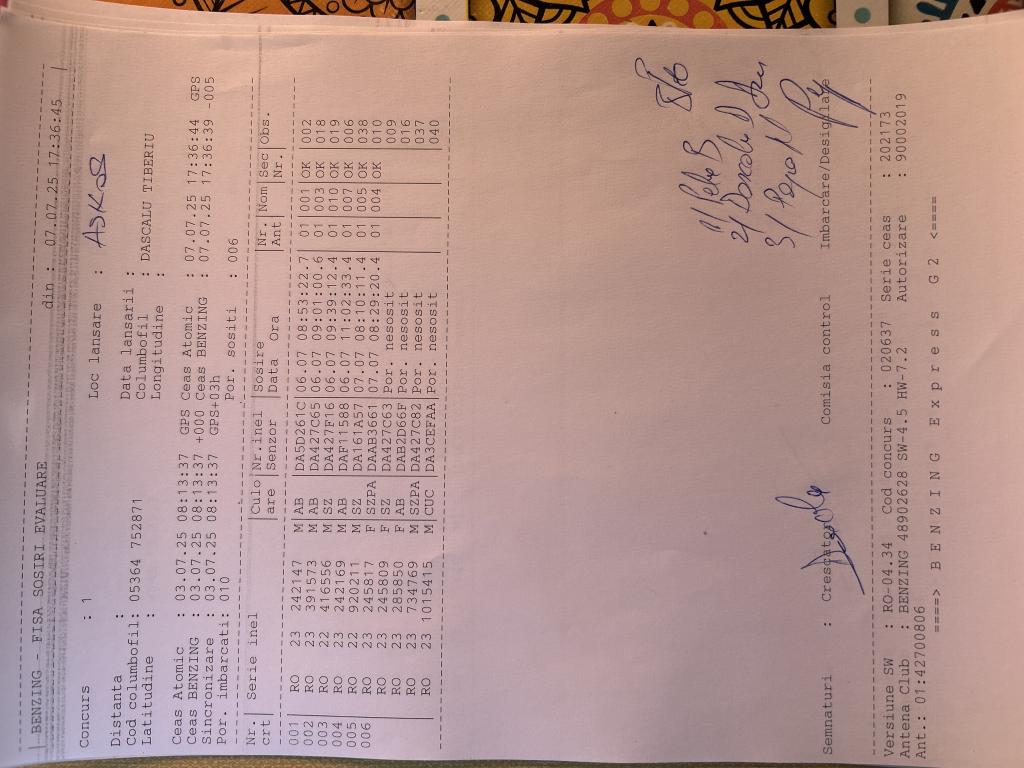 BENZING - FISA SOSIRI EVALUARE din : 07.07.25 17:36:45
Concurs : 1 Loc lansare : ASKOS
Distanta : Data lansarii :
Cod columbofil: 05364 752871 Columbofil : DASCALU TIBERIU
Latitudine : Longitudine :
Ceas Atomic : 03.07.25 08:13:37 GPS Ceas Atomic : 07.07.25 17:36:44 GPS
Ceas BENZING : 03.07.25 08:13:37 +000 Ceas BENZING : 07.07.25 17:36:39 -005
Sincronizare : 03.07.25 08:13:37 GPS+03h
Por. imbarcati: 010 Por. sositi : 006
Nr. | Serie inel |Culo|Nr.inel |Sosire |Nr. |Nom|Sec|Obs.
crt | |are |Senzor |Data Ora |Ant| |Nr.|
001 | RO 23 242147 M|AB |DA5D261C|06.07 08:53:22.7|01|001|OK|002
002 | RO 23 391573 M|AB |DA427C65|06.07 09:01:00.6|01|003|OK|018
003 | RO 22 416556 M|SZ |DA427F16|06.07 09:39:12.4|01|010|OK|019
004 | RO 23 242169 M|AB |DAF11588|06.07 11:02:33.4|01|007|OK|006
005 | RO 22 920211 M|SZ |DA161A57|07.07 08:10:11.4|01|005|OK|038
006 | RO 23 245817 F|SZPA|DAAB3661|07.07 08:29:20.4|01|004|OK|010
| RO 23 245809 F|SZ |DA427C63|Por. nesosit | | | |009
| RO 23 285850 F|AB |DAB2D66F|Por. nesosit | | | |016
| RO 23 734769 M|SZPA|DA427C82|Por. nesosit | | | |037
| RO 23 1015415 M|CUC |DA3CEFAA|Por. nesosit | | | |040
1) Petre B
2) Dascalu D
3) Popa N
Semnaturi : Crescator Comisia control Imbarcare/Desigilare
Versiune SW : RO-04.34 Cod concurs : 020637 Serie ceas : 202173
Antena Club : BENZING 48902628 SW-4.5 HW-7.2 Autorizare : 90002019
Ant.: 01:42700806
====> B E N Z I N G E x p r e s s G 2 <====